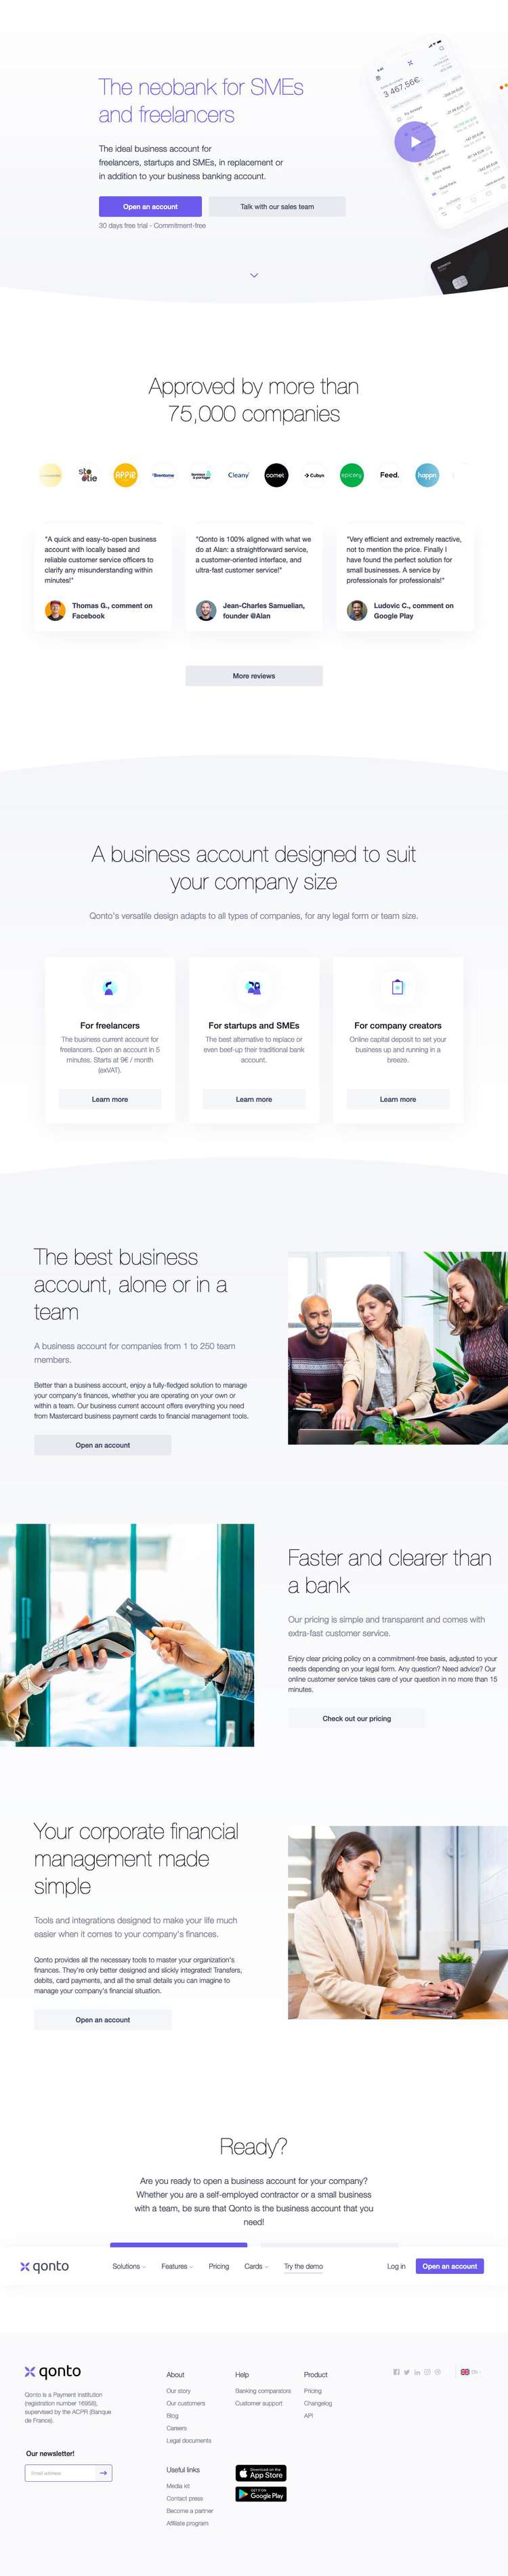 The neobank for SMEs
and freelancers
3 467,56€
The ideal business account for
freelancers, startups and SMEs, in replacement or
in addition to your business banking account.
Open an account
Talk with our sales team
30 days free trial - Commitment-free
Approved by more than
75,000 companies
sto
tie
APPIE
Brentome
Cleany
comet
Cubyn
epicery
Feed.
happn
"A quick and easy-to-open business
account with locally based and
reliable customer service officers to
clarify any misunderstanding within
minutes!"
Thomas G., comment on
Facebook
"Qonto is 100% aligned with what we
do at Alan: a straightforward service,
a customer-oriented interface, and
ultra-fast customer service!"
Jean-Charles Samuelian,
founder @Alan
"Very efficient and extremely reactive,
not to mention the price. Finally I
have found the perfect solution for
small businesses. A service by
professionals for professionals!"
Ludovic C., comment on
Google Play
More reviews
A business account designed to suit
your company size
Qonto's versatile design adapts to all types of companies, for any legal form or team size.
For freelancers
The business current account for
freelancers. Open an account in 5
minutes. Starts at 9€ / month
(exVAT).
Learn more
For startups and SMEs
The best alternative to replace or
even beef-up their traditional bank
account.
Learn more
For company creators
Online capital deposit to set your
business up and running in a
breeze.
Learn more
The best business
account, alone or in a
team
A business account for companies from 1 to 250 team
members.
Better than a business account, enjoy a fully-fledged solution to manage
your company's finances, whether you are operating on your own or
within a team. Our business current account offers everything you need
from Mastercard business payment cards to financial management tools.
Open an account
Faster and clearer than
a bank
Our pricing is simple and transparent and comes with
extra-fast customer service.
Enjoy clear pricing policy on a commitment-free basis, adjusted to your
needs depending on your legal form. Any question? Need advice? Our
online customer service takes care of your question in no more than 15
minutes.
Check out our pricing
Your corporate financial
management made
simple
Tools and integrations designed to make your life much
easier when it comes to your company's finances.
Qonto provides all the necessary tools to master your organization's
finances. They're only better designed and slickly integrated! Transfers,
debits, card payments, and all the small details you can imagine to
manage your company's financial situation.
Open an account
Ready?
Are you ready to open a business account for your company?
Whether you are a self-employed contractor or a small business
with a team, be sure that Qonto is the business account that you
need!
qonto
Solutions
Features
Pricing
Cards
Try the demo
Log in
Open an account
qonto
Qonto is a Payment Institution
(registration number 16958),
supervised by the ACPR (Banque
de France).
Our newsletter!
Email address
About
Our story
Our customers
Blog
Careers
Legal documents
Help
Banking comparators
Customer support
Product
Pricing
Changelog
API
EN
Useful links
Media kit
Contact press
Become a partner
Affiliate program
Download on the
App Store
GET IT ON
Google Play